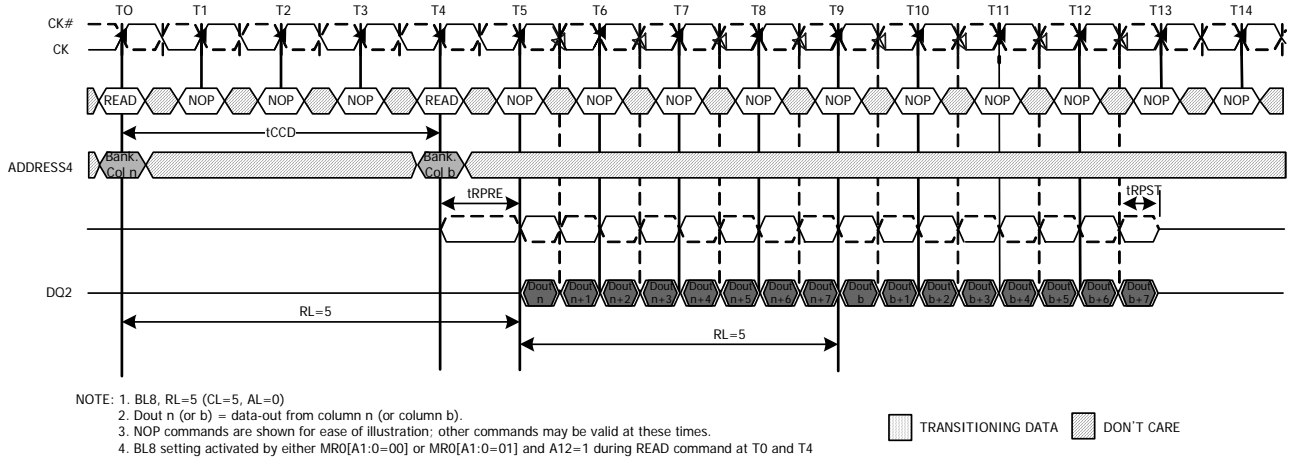 T0 T1 T2 T3 T4 T5 T6 T7 T8 T9 T10 T11 T12 T13 T14
CK#
CK
READ NOP NOP NOP READ NOP NOP NOP NOP NOP NOP NOP NOP NOP NOP
tCCD
ADDRESS4
Bank. Col n
Bank. Col b
tRPRE
tRPST
DQ2
Dout n
Dout n+1
Dout n+2
Dout n+3
Dout n+4
Dout n+5
Dout n+6
Dout n+7
Dout b
Dout b+1
Dout b+2
Dout b+3
Dout b+4
Dout b+5
Dout b+6
Dout b+7
RL=5
RL=5
NOTE: 1. BL8, RL=5 (CL=5, AL=0)
2. Dout n (or b) = data-out from column n (or column b).
3. NOP commands are shown for ease of illustration; other commands may be valid at these times.
4. BL8 setting activated by either MR0[A1:0=00] or MR0[A1:0=01] and A12=1 during READ command at T0 and T4
TRANSITIONING DATA
DON'T CARE